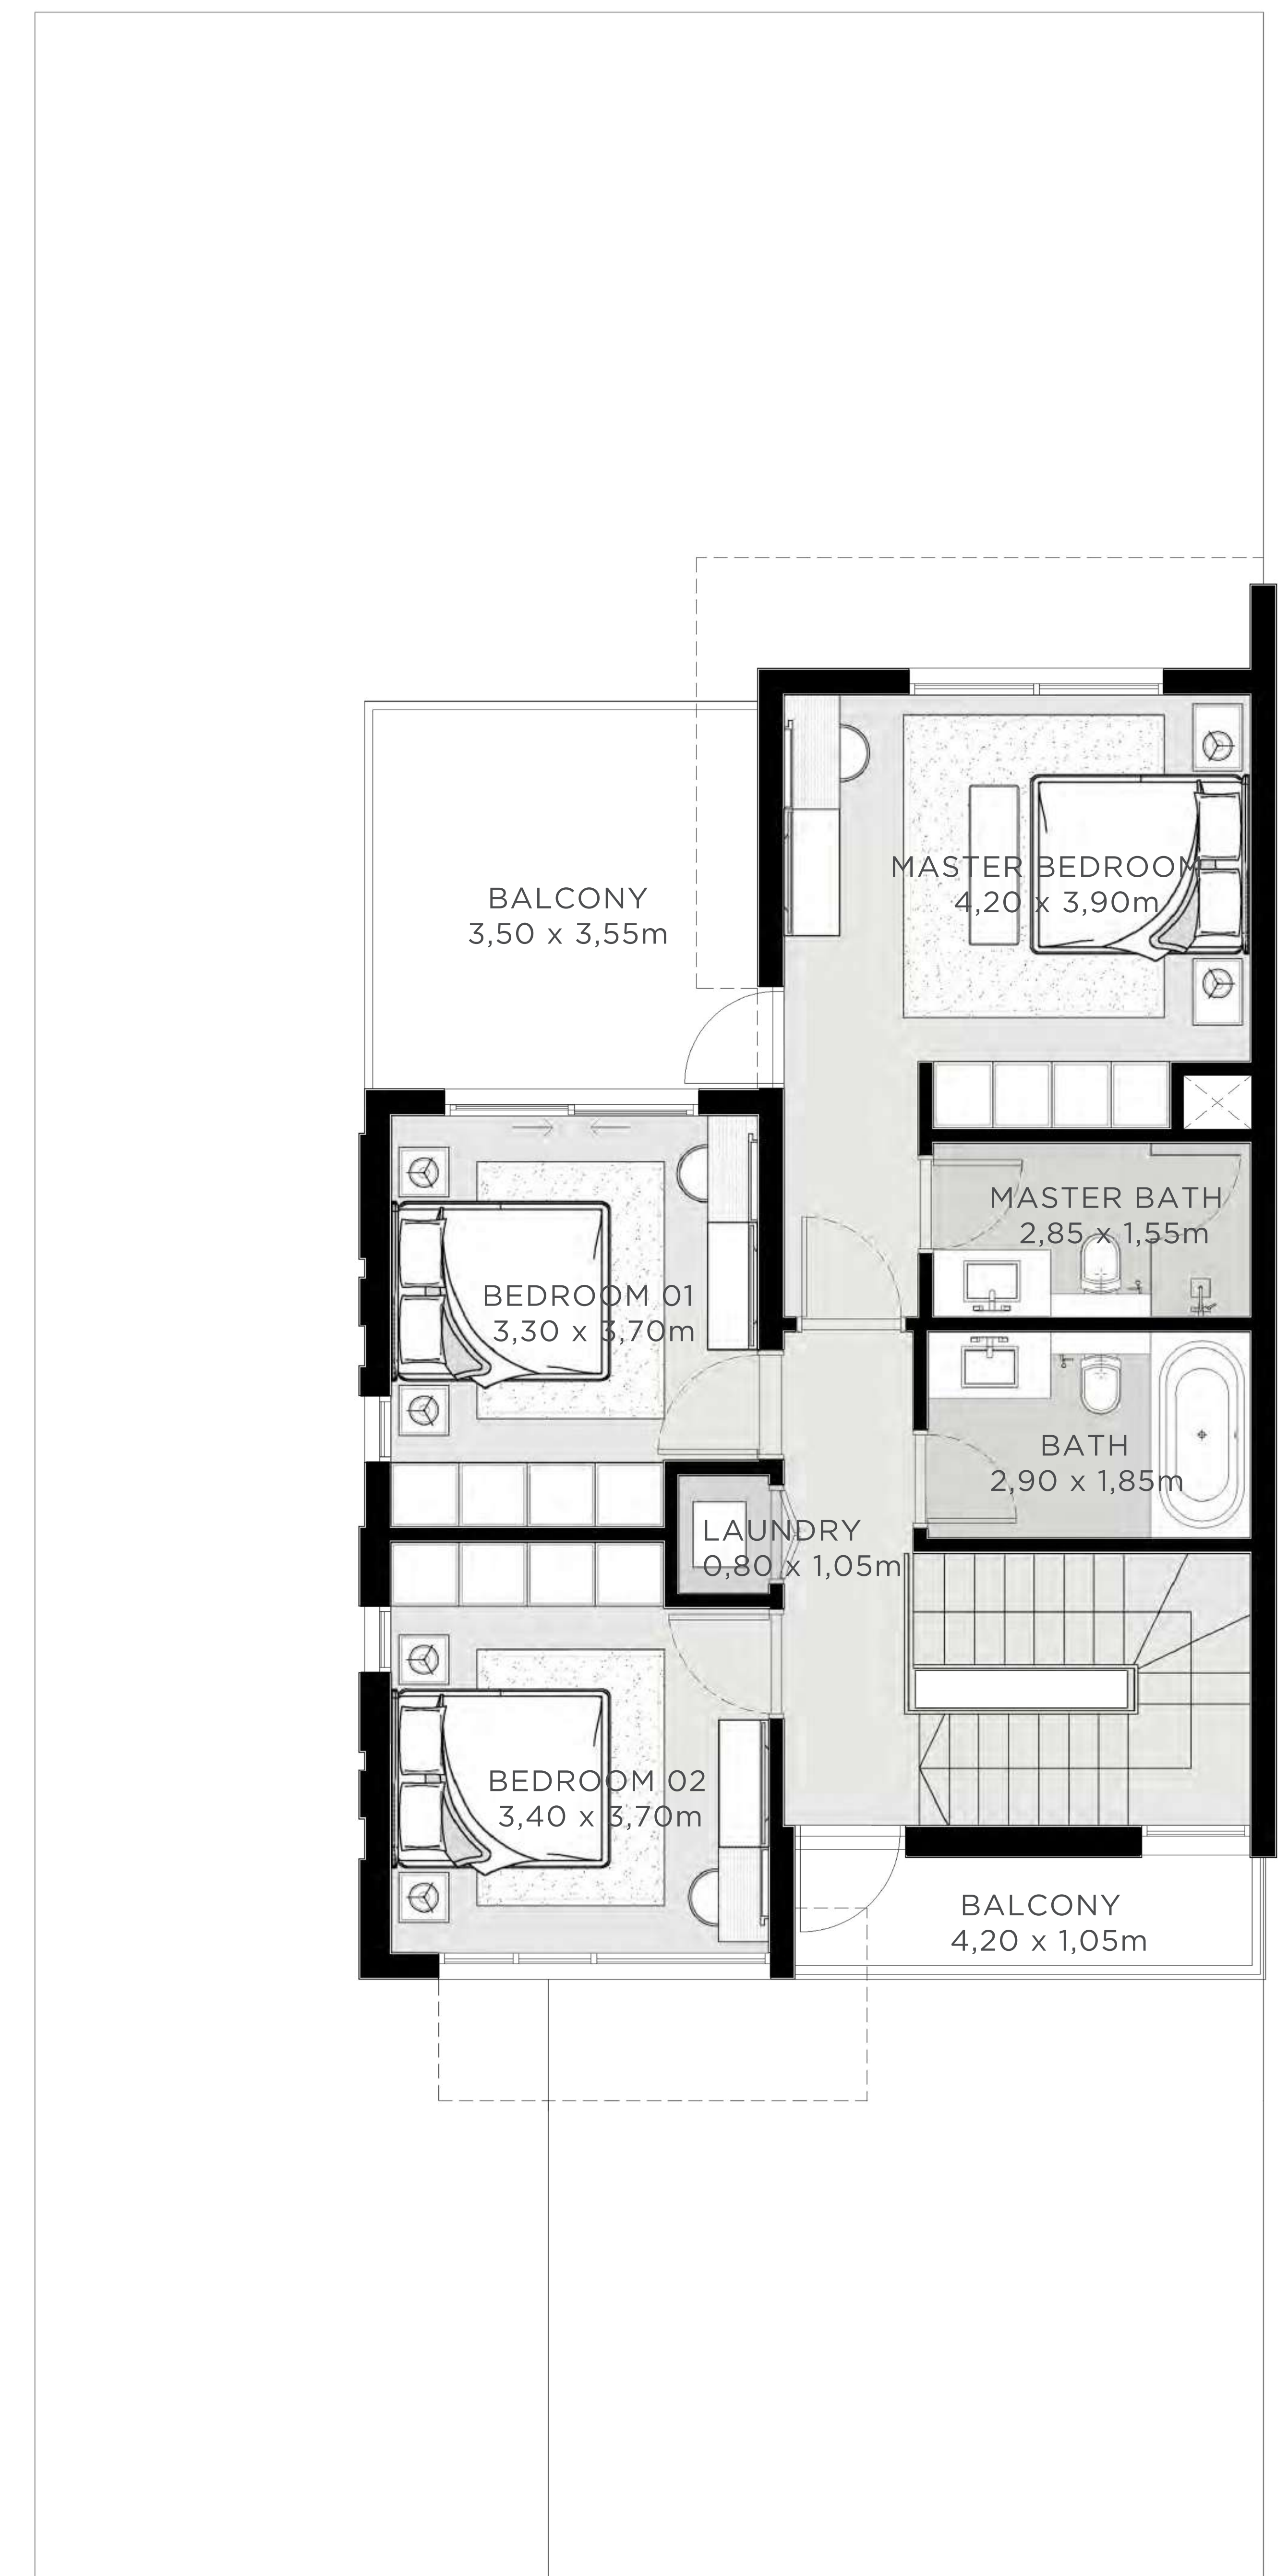 MASTER BEDROOM
4,20 x 3,90m
BALCONY
3,50 x 3,55m
MASTER BATH
2,85 x 1,55m
BEDROOM 01
3,30 x 3,70m
BATH
2,90 x 1,85m
LAUNDRY
0,80 x 1,05m
BEDROOM 02
3,40 x 3,70m
BALCONY
4,20 x 1,05m